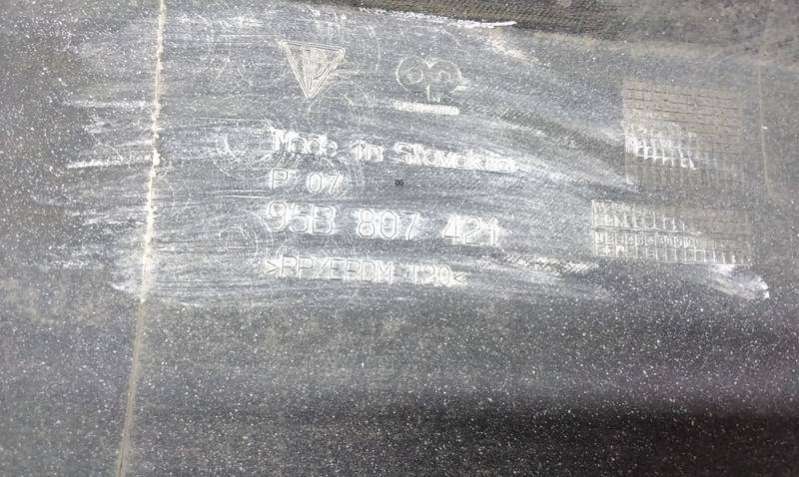 Made in Slovakia
P 07
95B 807 421
>PP/EPDM-T20<